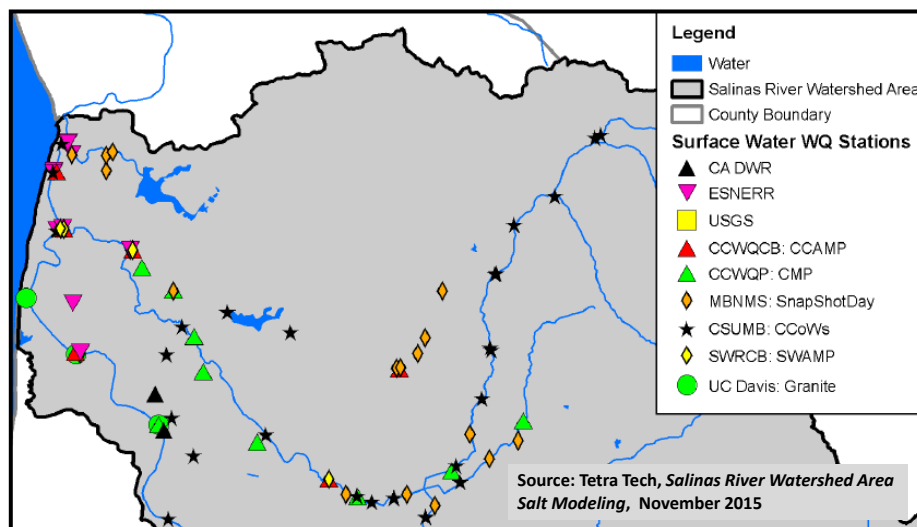 Legend
Water
Salinas River Watershed Area
County Boundary
Surface Water WQ Stations
CA DWR
ESNERR
USGS
CCWQCB: CCAMP
CCWQP: CMP
MBNMS: SnapShotDay
CSUMB: CCoWs
SWRCB: SWAMP
UC Davis: Granite
Source: Tetra Tech, Salinas River Watershed Area
Salt Modeling, November 2015